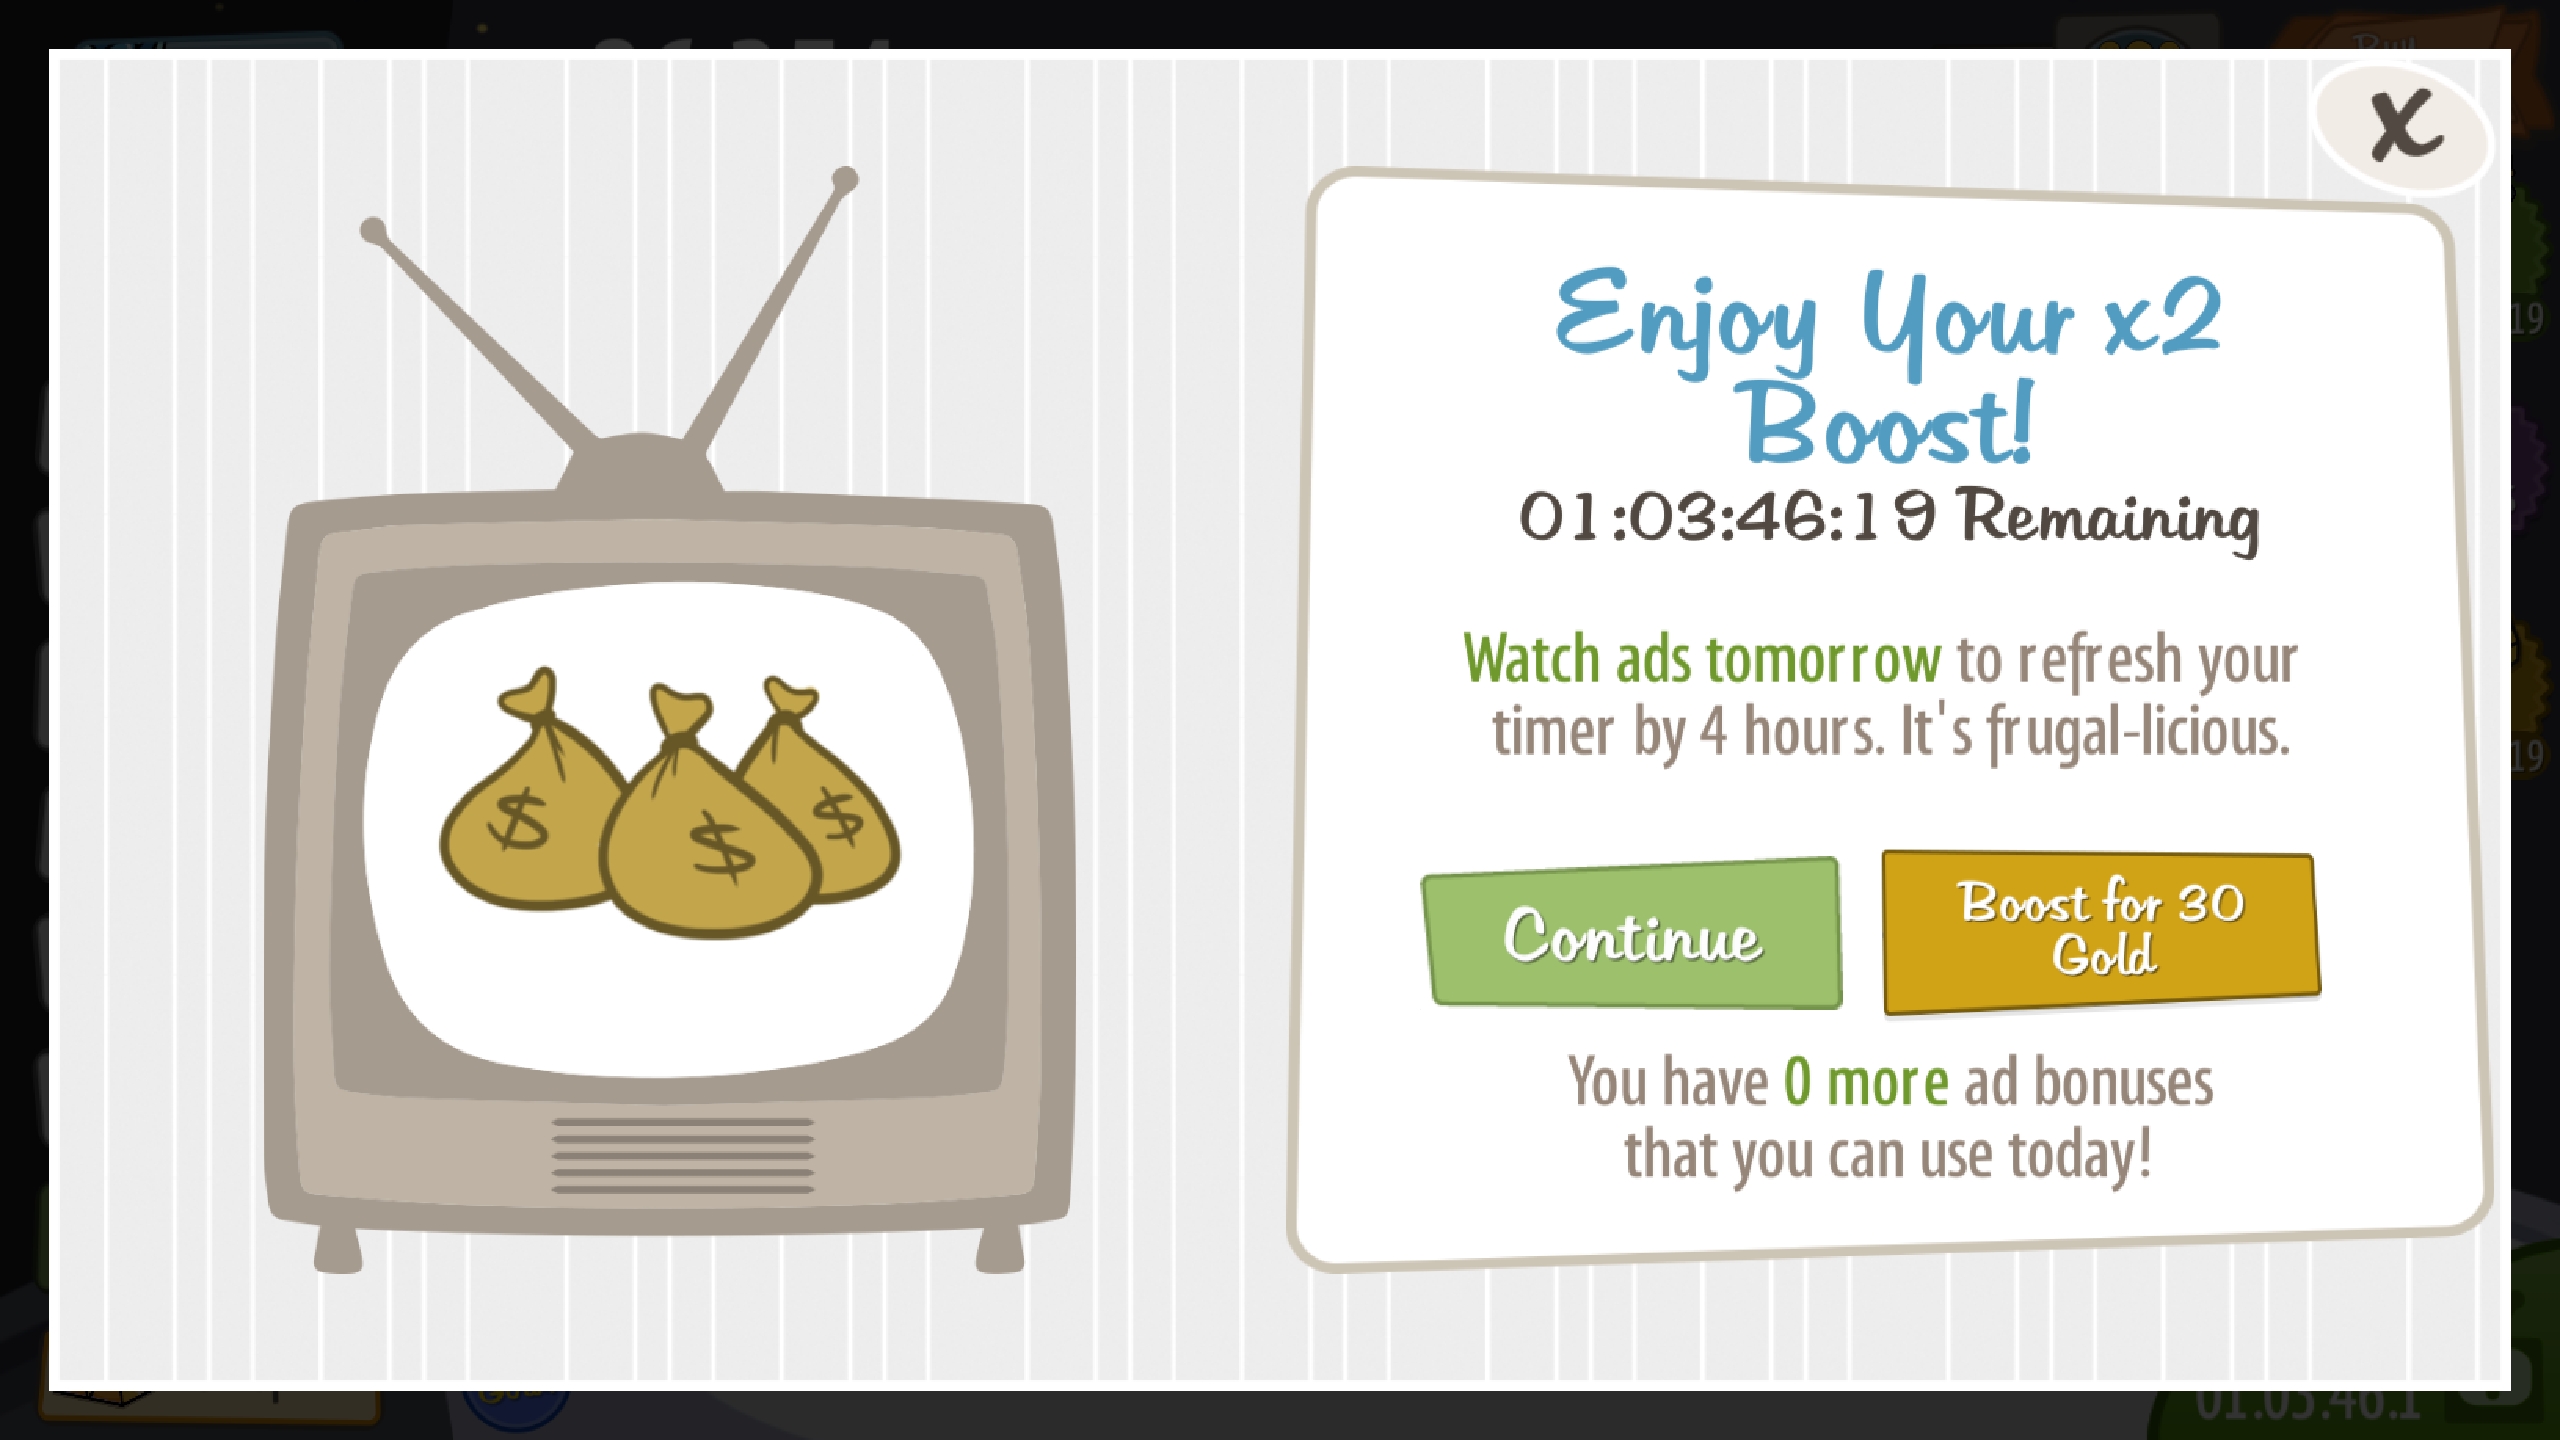 x
Enjoy Your x2
Boost!
01:03:46:19 Remaining
Watch ads tomorrow to refresh your
timer by 4 hours. It's frugal-licious.
Continue
Boost for 30
Gold
You have 0 more ad bonuses
that you can use today!
$ $ $
19
19